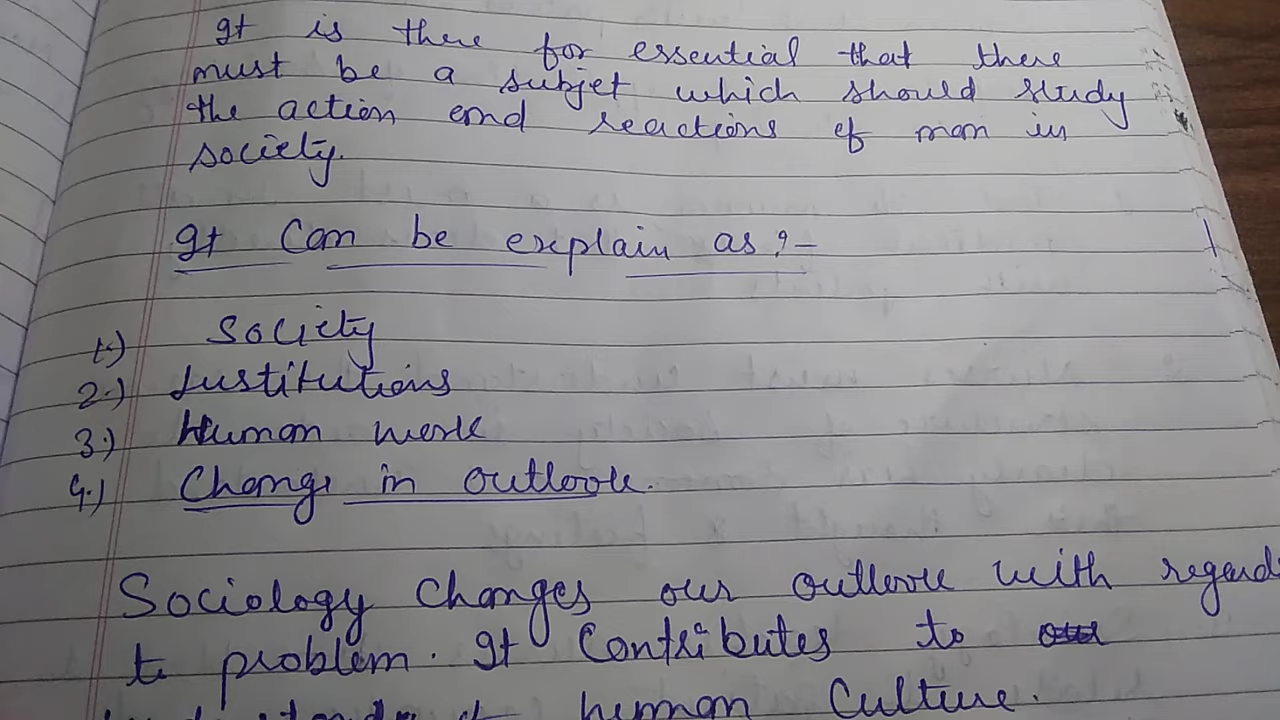 It is there for essential that there
must be a subjet which should study
the action and reactions of man in
society.
It Can be explain as :-
1.) Society
2.) Institutions
3.) Human work
4.) Change in outlook.
Sociology changes our outlook with regard
to problem. It Contributes to
human Culture.